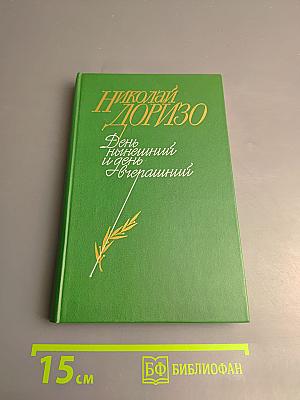 Николай
Доризо
День
нынешний
и день
вчерашний
15 см
БФ БИБЛИОФАН